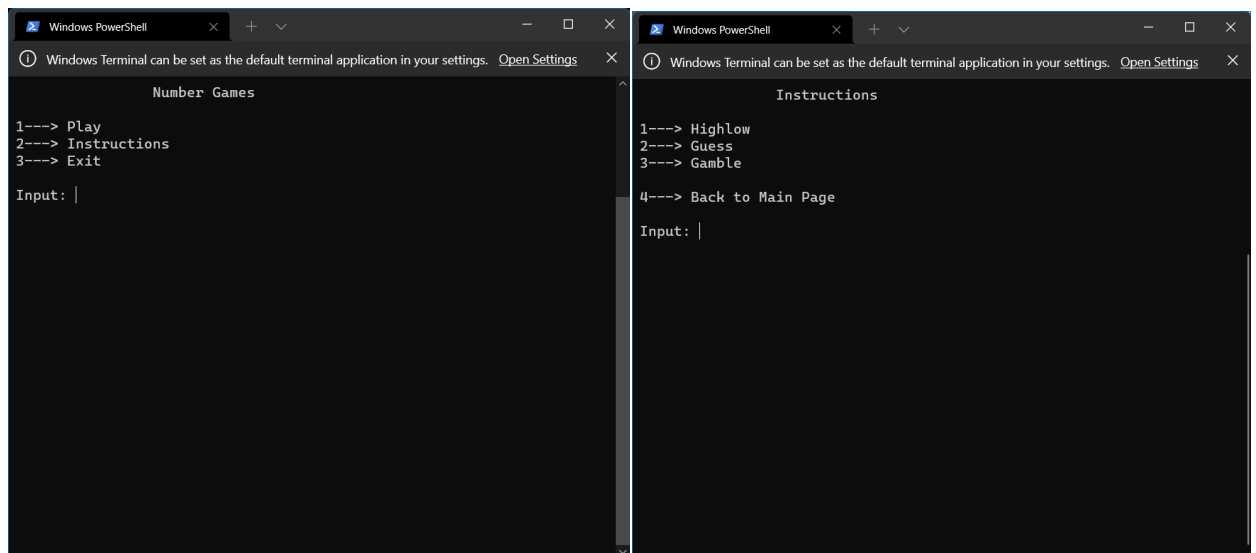 Windows PowerShell
Windows Terminal can be set as the default terminal application in your settings. Open Settings
Number Games
1---> Play
2---> Instructions
3---> Exit
Input:
Windows PowerShell
Windows Terminal can be set as the default terminal application in your settings. Open Settings
Instructions
1---> Highlow
2---> Guess
3---> Gamble
4---> Back to Main Page
Input: